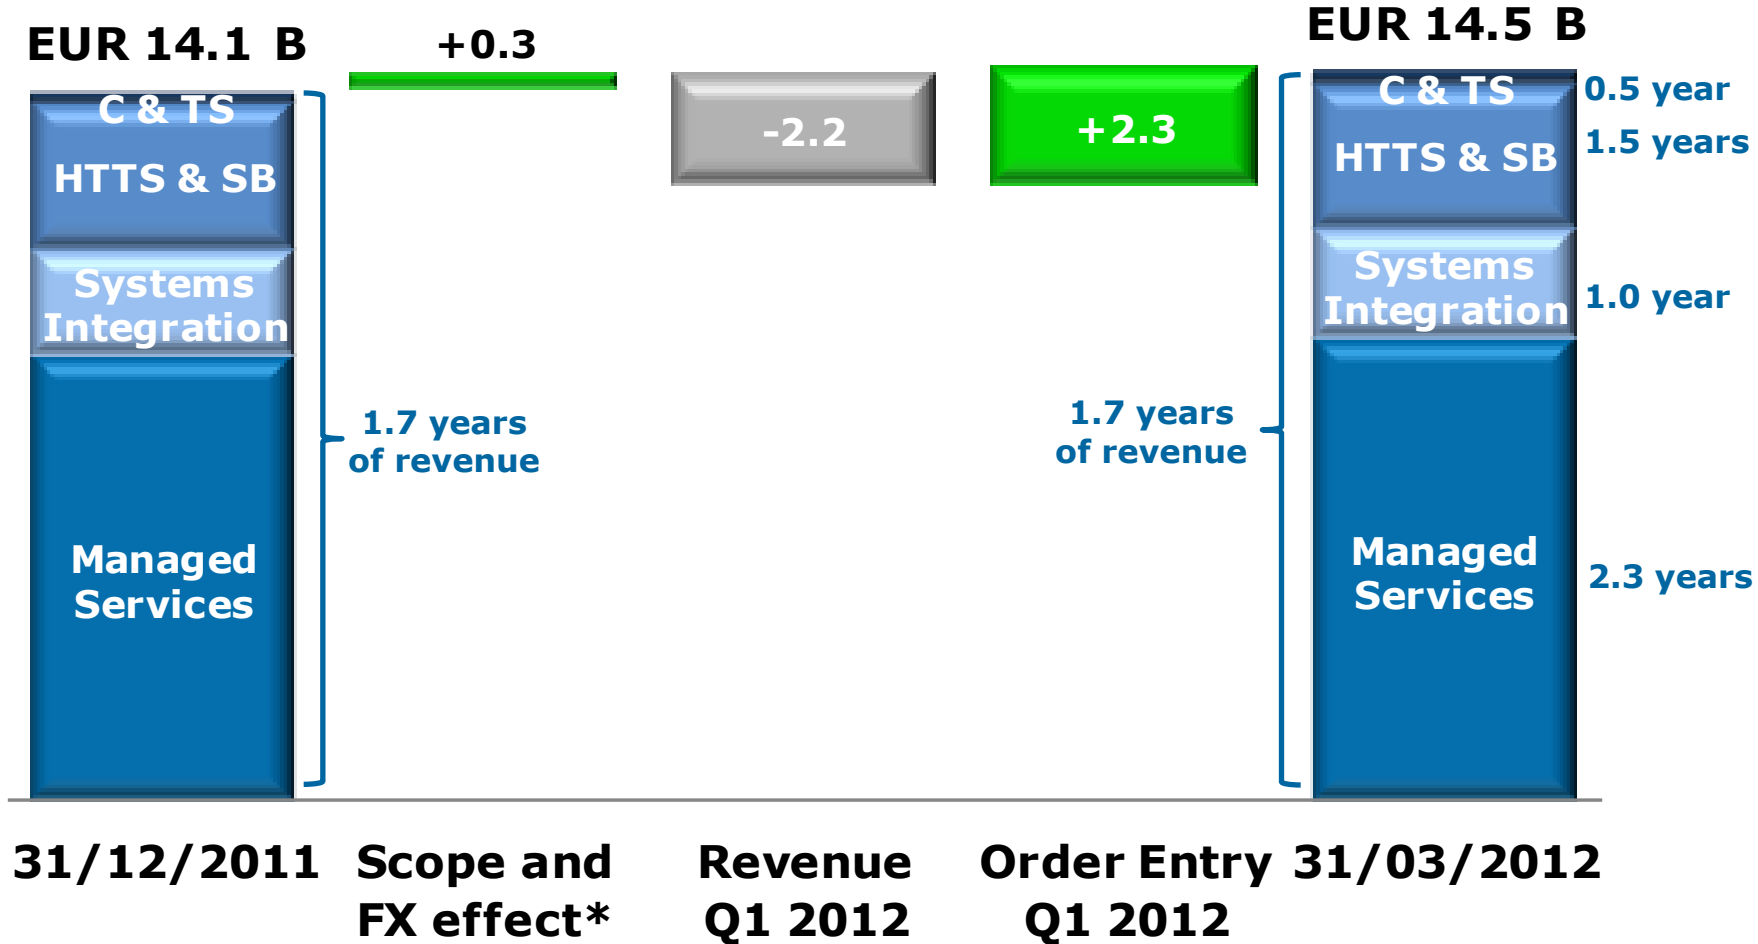 EUR 14.1 B
+0.3
EUR 14.5 B
C & TS
HTTS & SB
Systems
Integration
Managed
Services
1.7 years
of revenue
-2.2
+2.3
1.7 years
of revenue
C & TS
HTTS & SB
Systems
Integration
Managed
Services
0.5 year
1.5 years
1.0 year
2.3 years
31/12/2011
Scope and
FX effect*
Revenue
Q1 2012
Order Entry
Q1 2012
31/03/2012